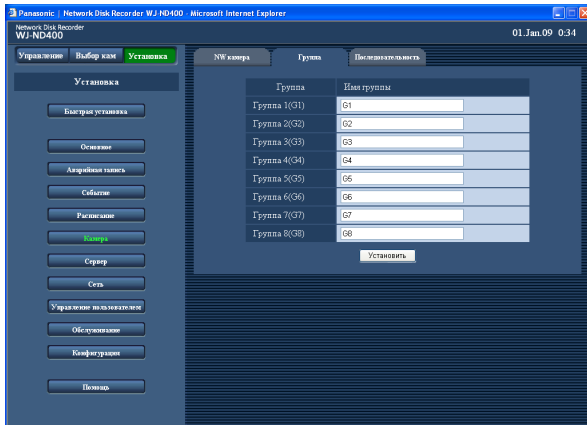 Panasonic | Network Disk Recorder WJ-ND400 - Microsoft Internet Explorer
Network Disk Recorder
WJ-ND400
01.Jan.09 0:34
Управление Выбор кам Установка
NW камера Группа Последовательность
Установка
Быстрая установка
Основное
Аварийная запись
Событие
Расписание
Камера
Сервер
Сеть
Управление пользователем
Обслуживание
Конфигурации
Помощь
Группа Имя группы
Группа 1(G1) G1
Группа 2(G2) G2
Группа 3(G3) G3
Группа 4(G4) G4
Группа 5(G5) G5
Группа 6(G6) G6
Группа 7(G7) G7
Группа 8(G8) G8
Установить